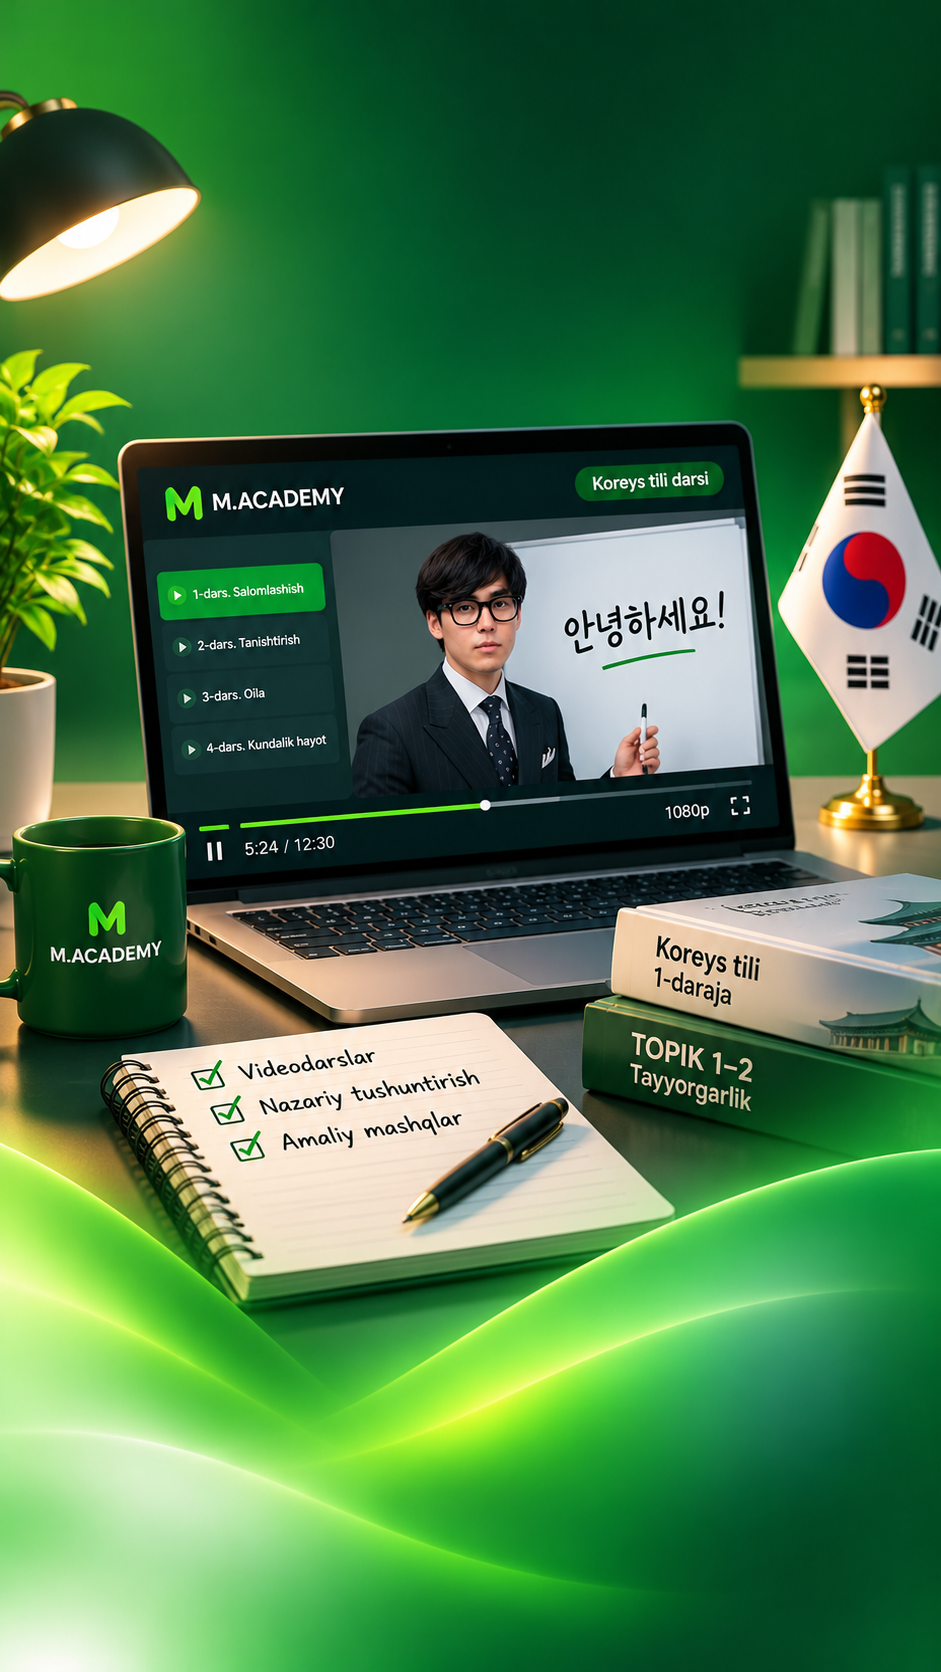 M.ACADEMY
Koreys tili darsi
1-dars. Salomlashish
2-dars. Tanishtirish
3-dars. Oila
4-dars. Kundalik hayot
안녕하세요!
5:24 / 12:30
1080p
M.ACADEMY
Koreys tili
1-daraja
TOPIK 1–2
Tayyorgarlik
Videodarslar
Nazariy tushuntirish
Amaliy mashqlar